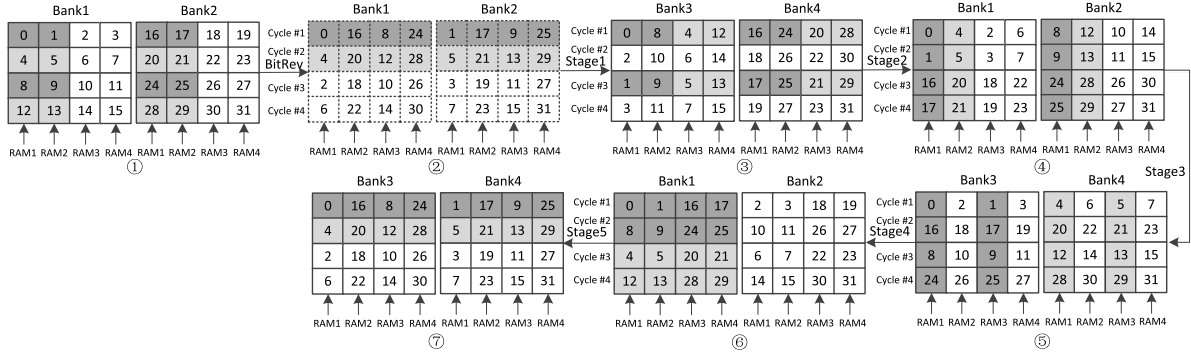 Bank1 Bank2 Bank1 Bank2 Bank3 Bank4 Bank1 Bank2
0 1 2 3 16 17 18 19 Cycle #1 0 16 8 24 1 17 9 25 Cycle #1 0 8 4 12 16 24 20 28 Cycle #1 0 4 2 6 8 12 10 14
4 5 6 7 20 21 22 23 Cycle #2 4 20 12 28 5 21 13 29 Cycle #2 2 10 6 14 18 26 22 30 Cycle #2 1 5 3 7 9 13 11 15
BitRev Stage1 Stage2
8 9 10 11 24 25 26 27 Cycle #3 2 18 10 26 3 19 11 27 Cycle #3 1 9 5 13 17 25 21 29 Cycle #3 16 20 18 22 24 28 26 30
12 13 14 15 28 29 30 31 Cycle #4 6 22 14 30 7 23 15 31 Cycle #4 3 11 7 15 19 27 23 31 Cycle #4 17 21 19 23 25 29 27 31
RAM1 RAM2 RAM3 RAM4 RAM1 RAM2 RAM3 RAM4 RAM1 RAM2 RAM3 RAM4 RAM1 RAM2 RAM3 RAM4 RAM1 RAM2 RAM3 RAM4 RAM1 RAM2 RAM3 RAM4 RAM1 RAM2 RAM3 RAM4 RAM1 RAM2 RAM3 RAM4
① ② ③ ④
Stage3
Bank3 Bank4 Bank1 Bank2 Bank3 Bank4
0 16 8 24 1 17 9 25 Cycle #1 0 1 16 17 2 3 18 19 Cycle #1 0 2 1 3 4 6 5 7
4 20 12 28 5 21 13 29 Cycle #2 8 9 24 25 10 11 26 27 Cycle #2 16 18 17 19 20 22 21 23
Stage5 Stage4
2 18 10 26 3 19 11 27 Cycle #3 4 5 20 21 6 7 22 23 Cycle #3 8 10 9 11 12 14 13 15
6 22 14 30 7 23 15 31 Cycle #4 12 13 28 29 14 15 30 31 Cycle #4 24 26 25 27 28 30 29 31
RAM1 RAM2 RAM3 RAM4 RAM1 RAM2 RAM3 RAM4 RAM1 RAM2 RAM3 RAM4 RAM1 RAM2 RAM3 RAM4 RAM1 RAM2 RAM3 RAM4 RAM1 RAM2 RAM3 RAM4
⑦ ⑥ ⑤